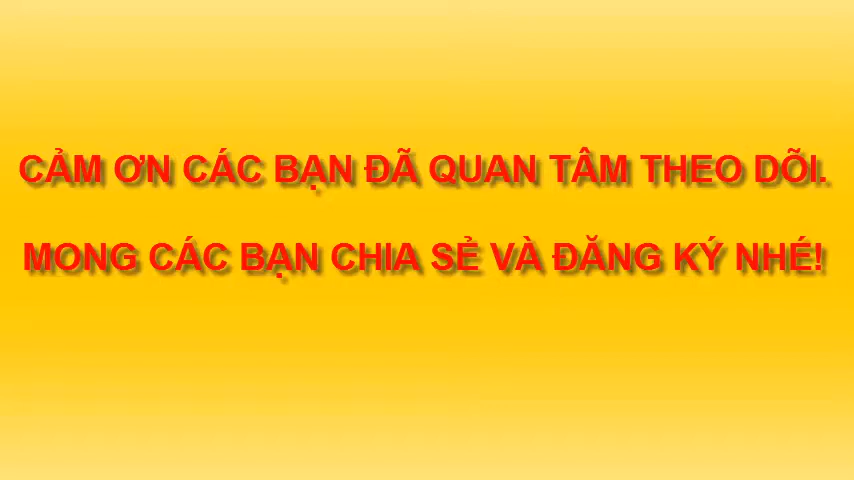 CẢM ƠN CÁC BẠN ĐÃ QUAN TÂM THEO DÕI.
MONG CÁC BẠN CHIA SẺ VÀ ĐĂNG KÝ NHÉ!